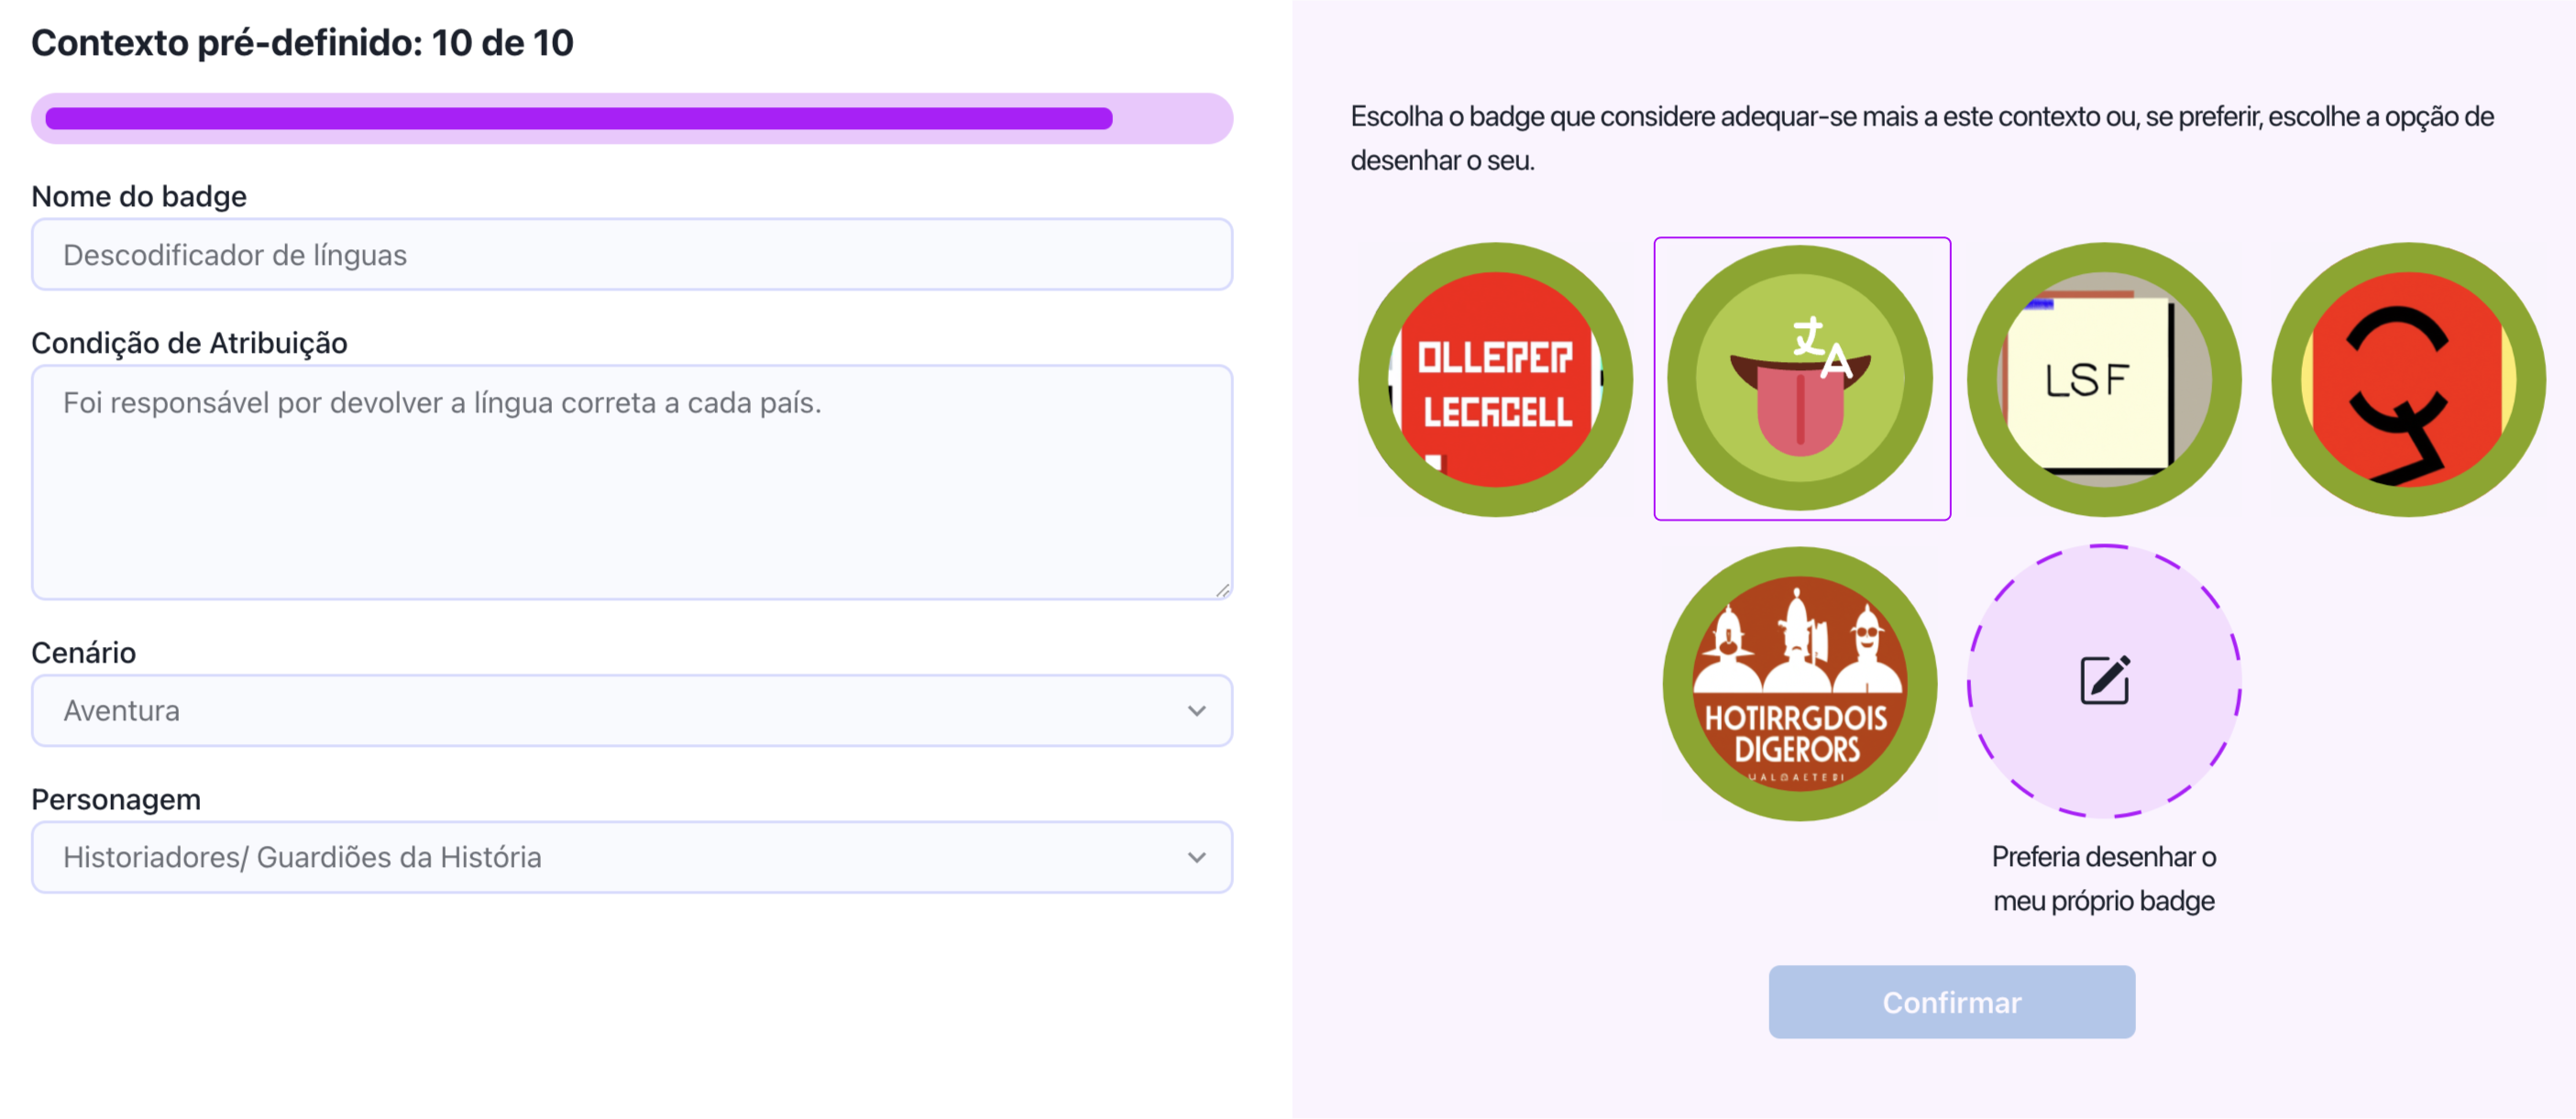 Contexto pré-definido: 10 de 10
Nome do badge
Descodificador de línguas
Condição de Atribuição
Foi responsável por devolver a língua correta a cada país.
Cenário
Aventura
Personagem
Historiadores/ Guardiões da História
Escolha o badge que considere adequar-se mais a este contexto ou, se preferir, escolhe a opção de
desenhar o seu.
文A
LSF
HOTIRRGDOIS
DIGERORS
Preferia desenhar o
meu próprio badge
Confirmar